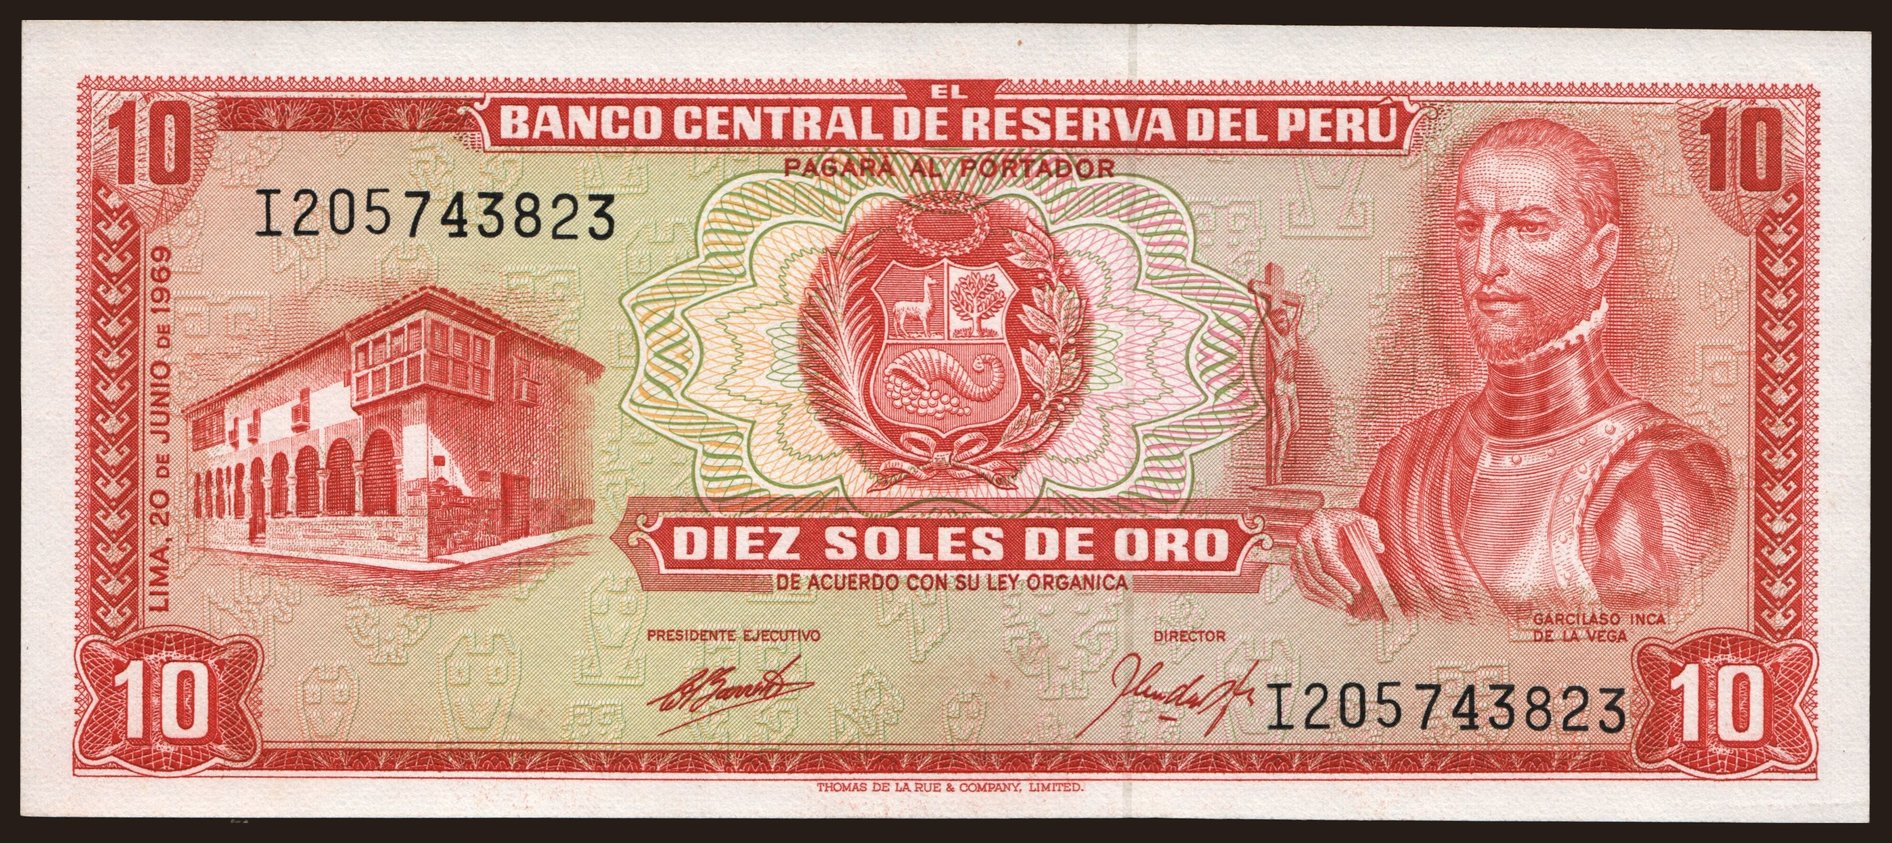 10
EL
BANCO CENTRAL DE RESERVA DEL PERÚ
10
PAGARA AL PORTADOR
I205743823
LIMA, 20 DE JUNIO DE 1969
DIEZ SOLES DE ORO
DE ACUERDO CON SU LEY ORGANICA
GARCILASO INCA
DE LA VEGA
PRESIDENTE EJECUTIVO
DIRECTOR
10
I205743823
10
THOMAS DE LA RUE & COMPANY, LIMITED.